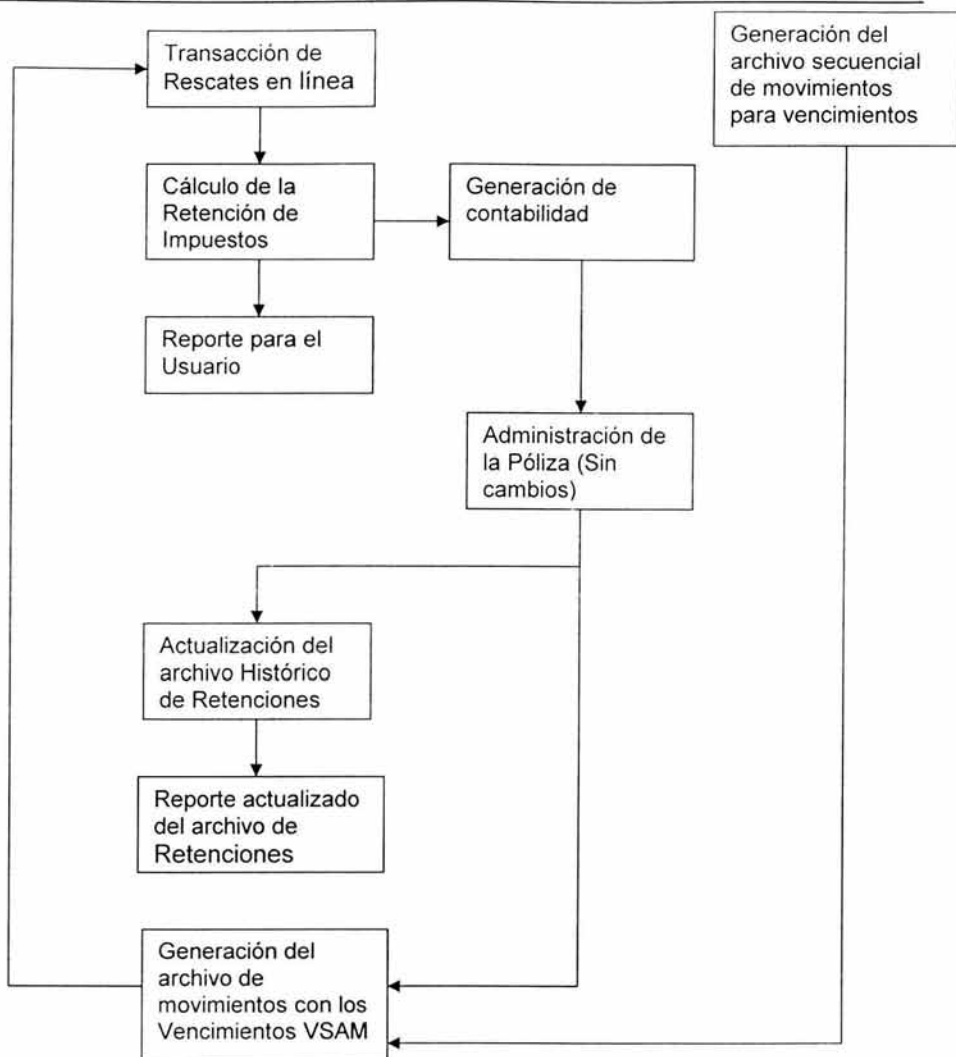 Transacción de
Rescates en línea
Generación del
archivo secuencial
de movimientos
para vencimientos
Cálculo de la
Retención de
Impuestos
Generación de
contabilidad
Reporte para el
Usuario
Administración de
la Póliza (Sin
cambios)
Actualización del
archivo Histórico
de Retenciones
Reporte actualizado
del archivo de
Retenciones
Generación del
archivo de
movimientos con los
Vencimientos VSAM